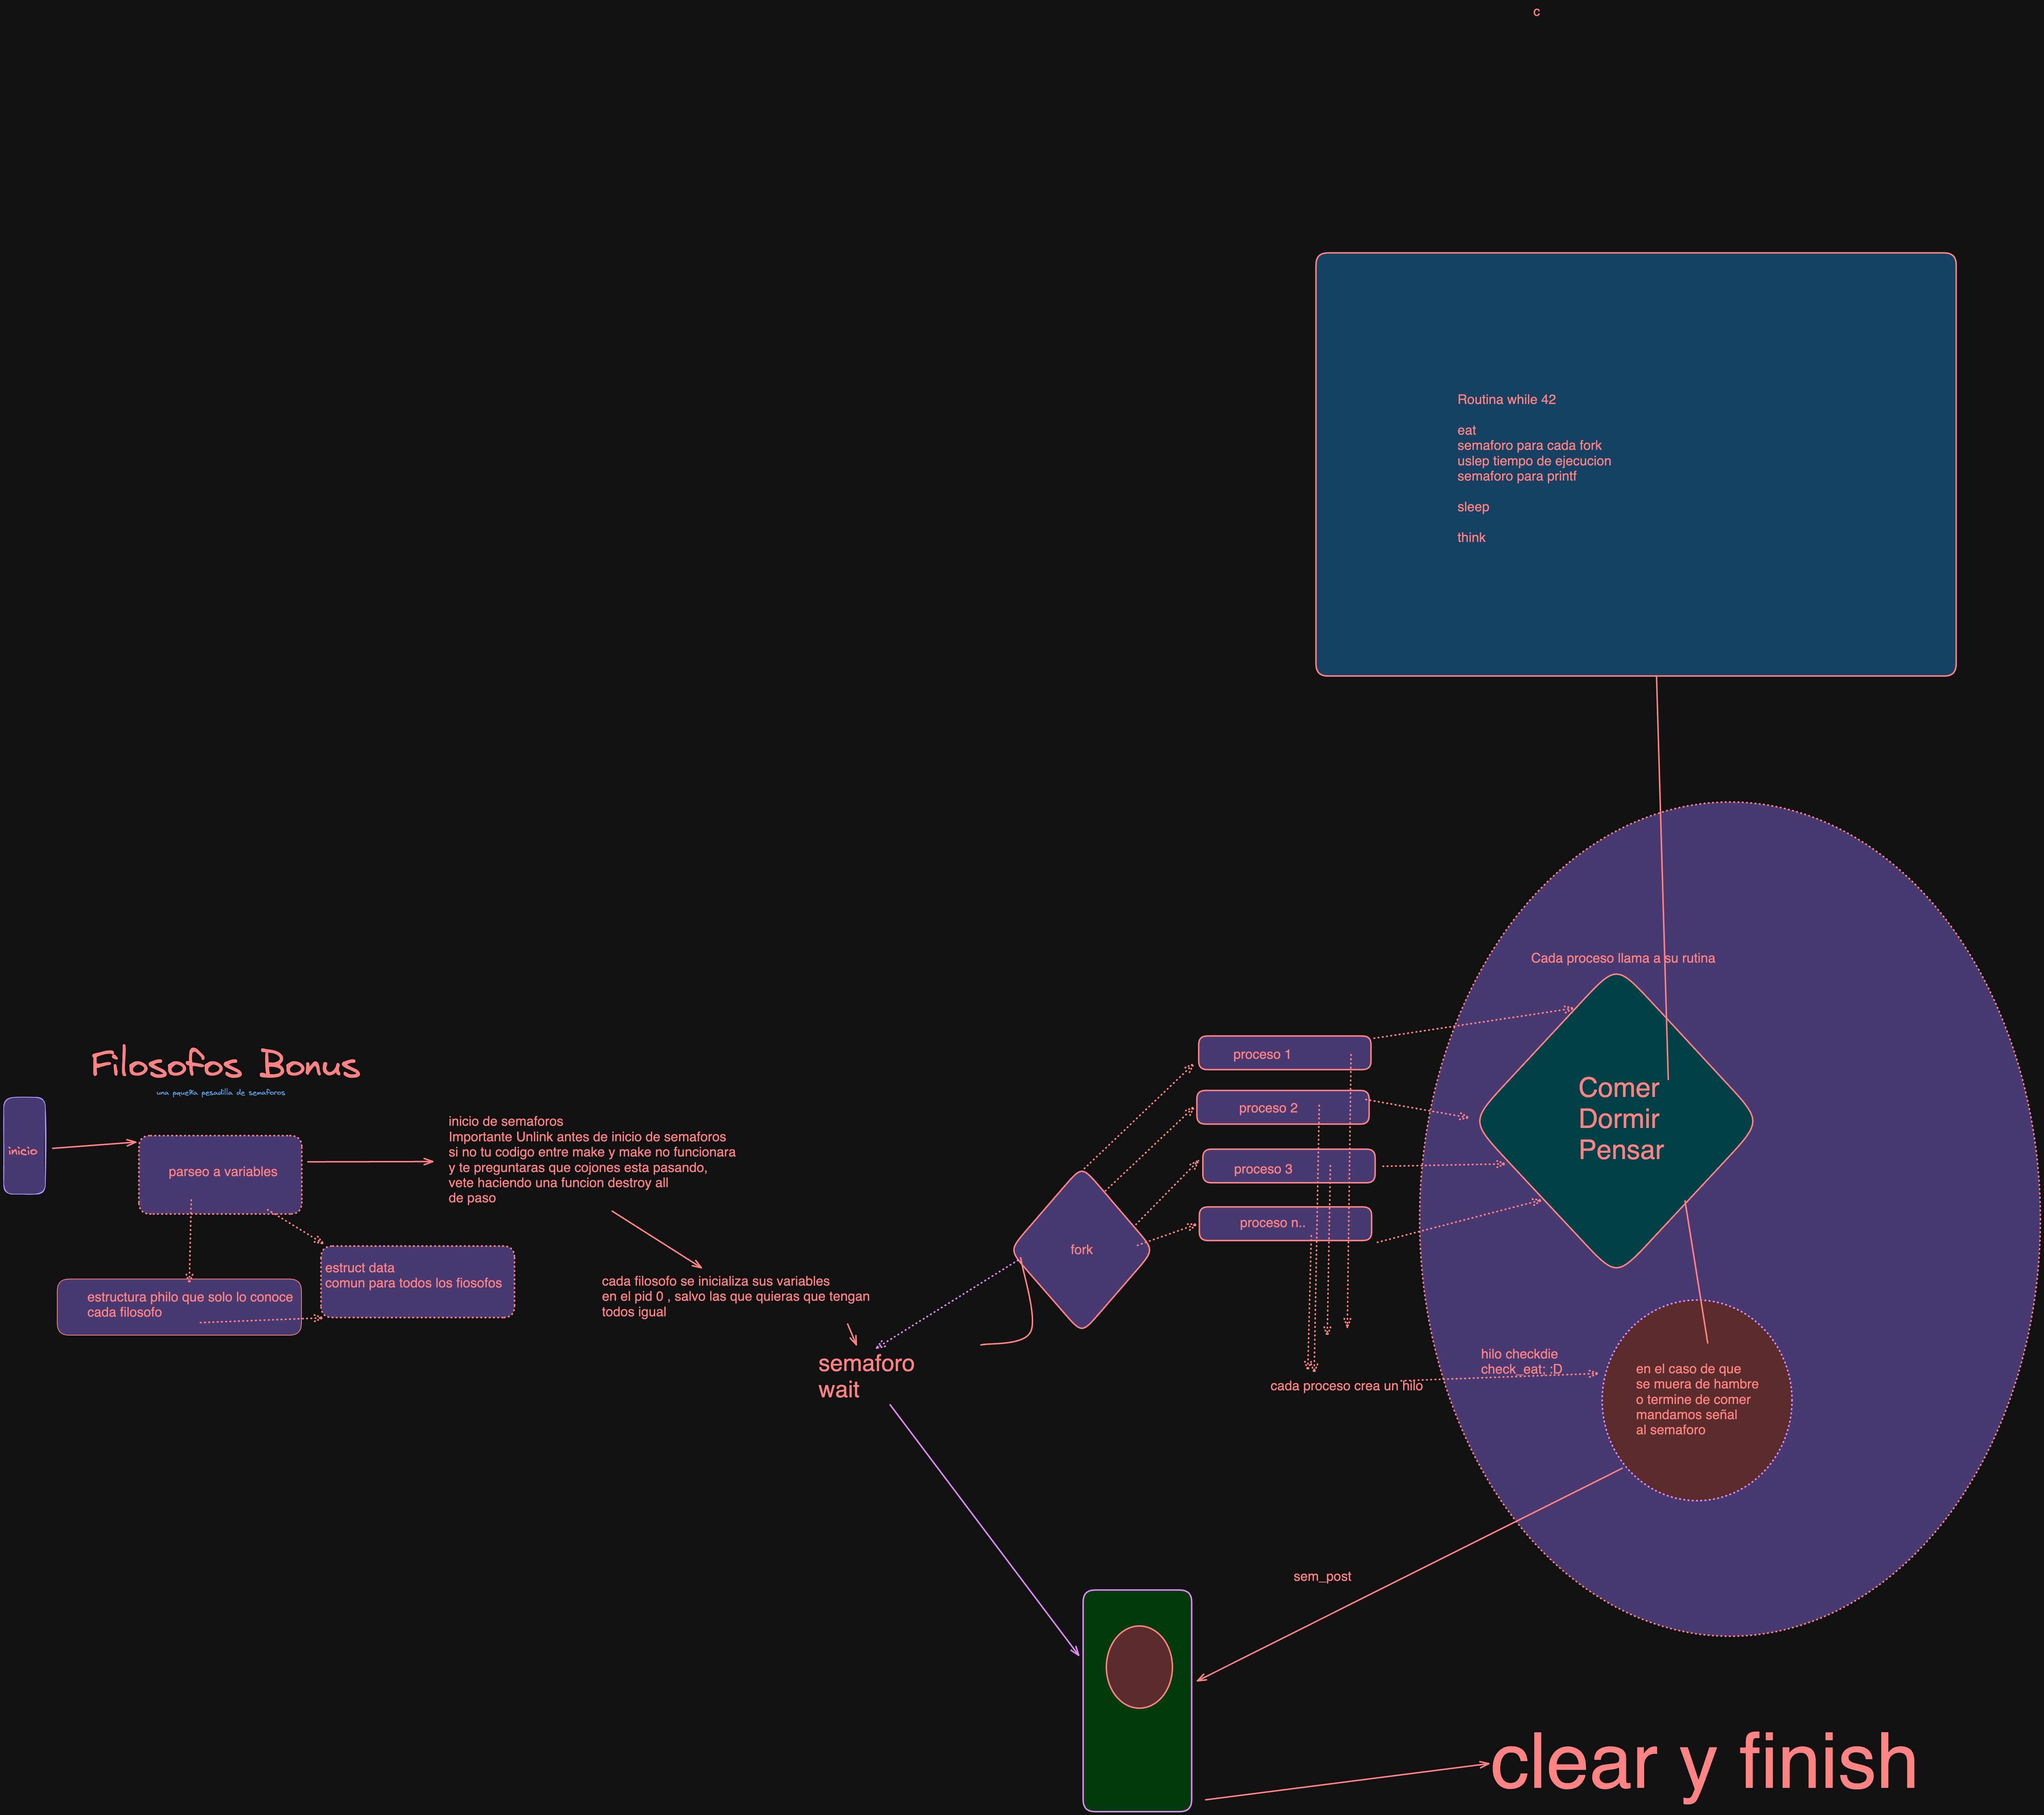 c
Routina while 42
eat
semaforo para cada fork
uslep tiempo de ejecucion
semaforo para printf
sleep
think
Cada proceso llama a su rutina
Filosofos Bonus
una pqueña pesadilla de semaforos
inicio
parseo a variables
inicio de semaforos
Importante Unlink antes de inicio de semaforos
si no tu codigo entre make y make no funcionara
y te preguntaras que cojones esta pasando,
vete haciendo una funcion destroy all
de paso
estruct data
comun para todos los fiosofos
estructura philo que solo lo conoce
cada filosofo
cada filosofo se inicializa sus variables
en el pid 0 , salvo las que quieras que tengan
todos igual
semaforo
wait
fork
proceso 1
proceso 2
proceso 3
proceso n..
Comer
Dormir
Pensar
cada proceso crea un hilo
hilo checkdie
check_eat: :D
en el caso de que
se muera de hambre
o termine de comer
mandamos señal
al semaforo
sem_post
clear y finish